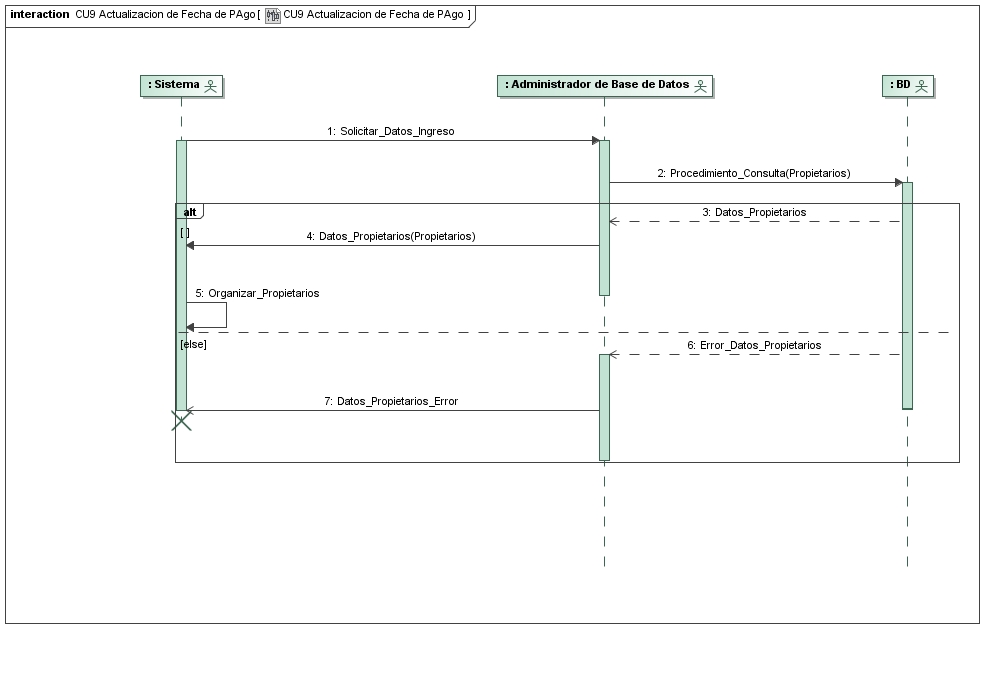 interaction CU9 Actualizacion de Fecha de PAgo [ CU9 Actualizacion de Fecha de PAgo ]
: Sistema
: Administrador de Base de Datos
: BD
1: Solicitar_Datos_Ingreso
2: Procedimiento_Consulta(Propietarios)
alt
3: Datos_Propietarios
[ ]
4: Datos_Propietarios(Propietarios)
5: Organizar_Propietarios
[else]
6: Error_Datos_Propietarios
7: Datos_Propietarios_Error